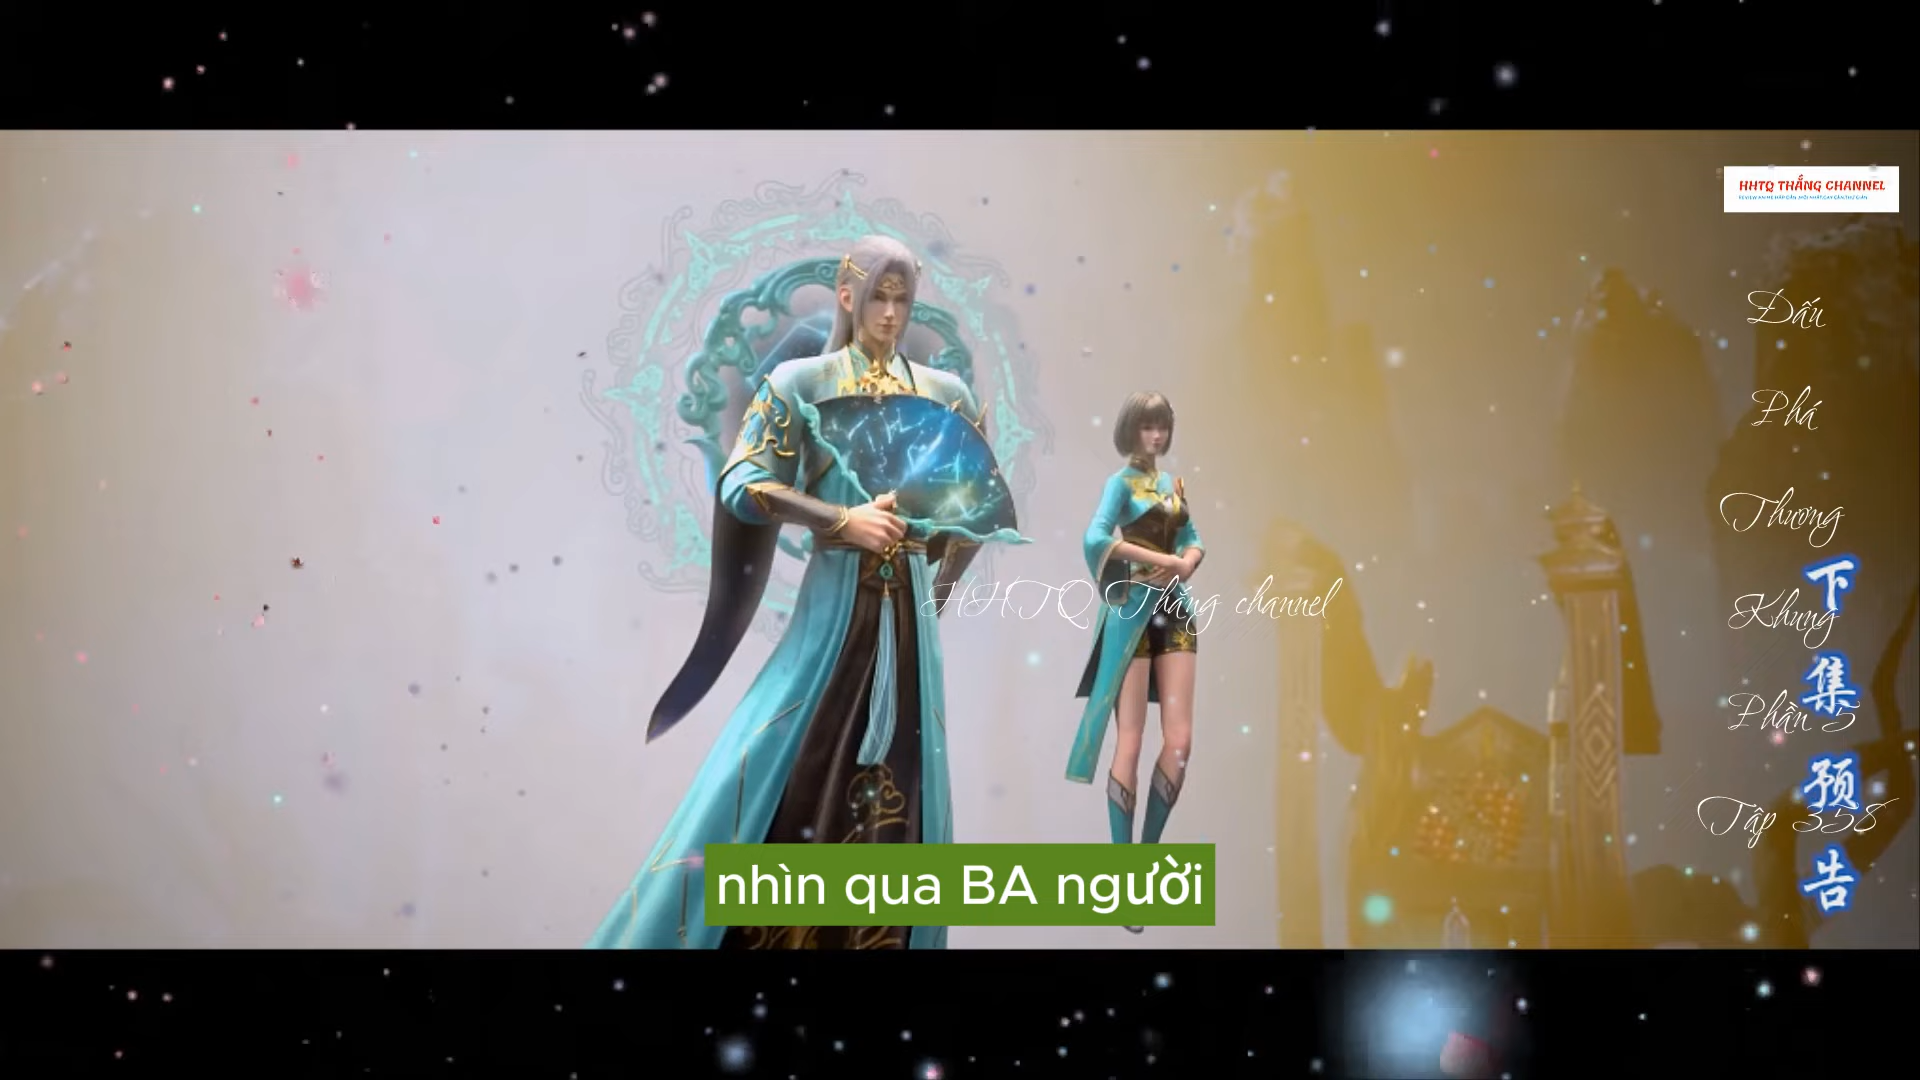 HHTQ THẮNG CHANNEL
Đấu
Phá
Thương
Khung
Phần 5
Tập 358
下集预告
HHTQ Thắng channel
nhìn qua BA người